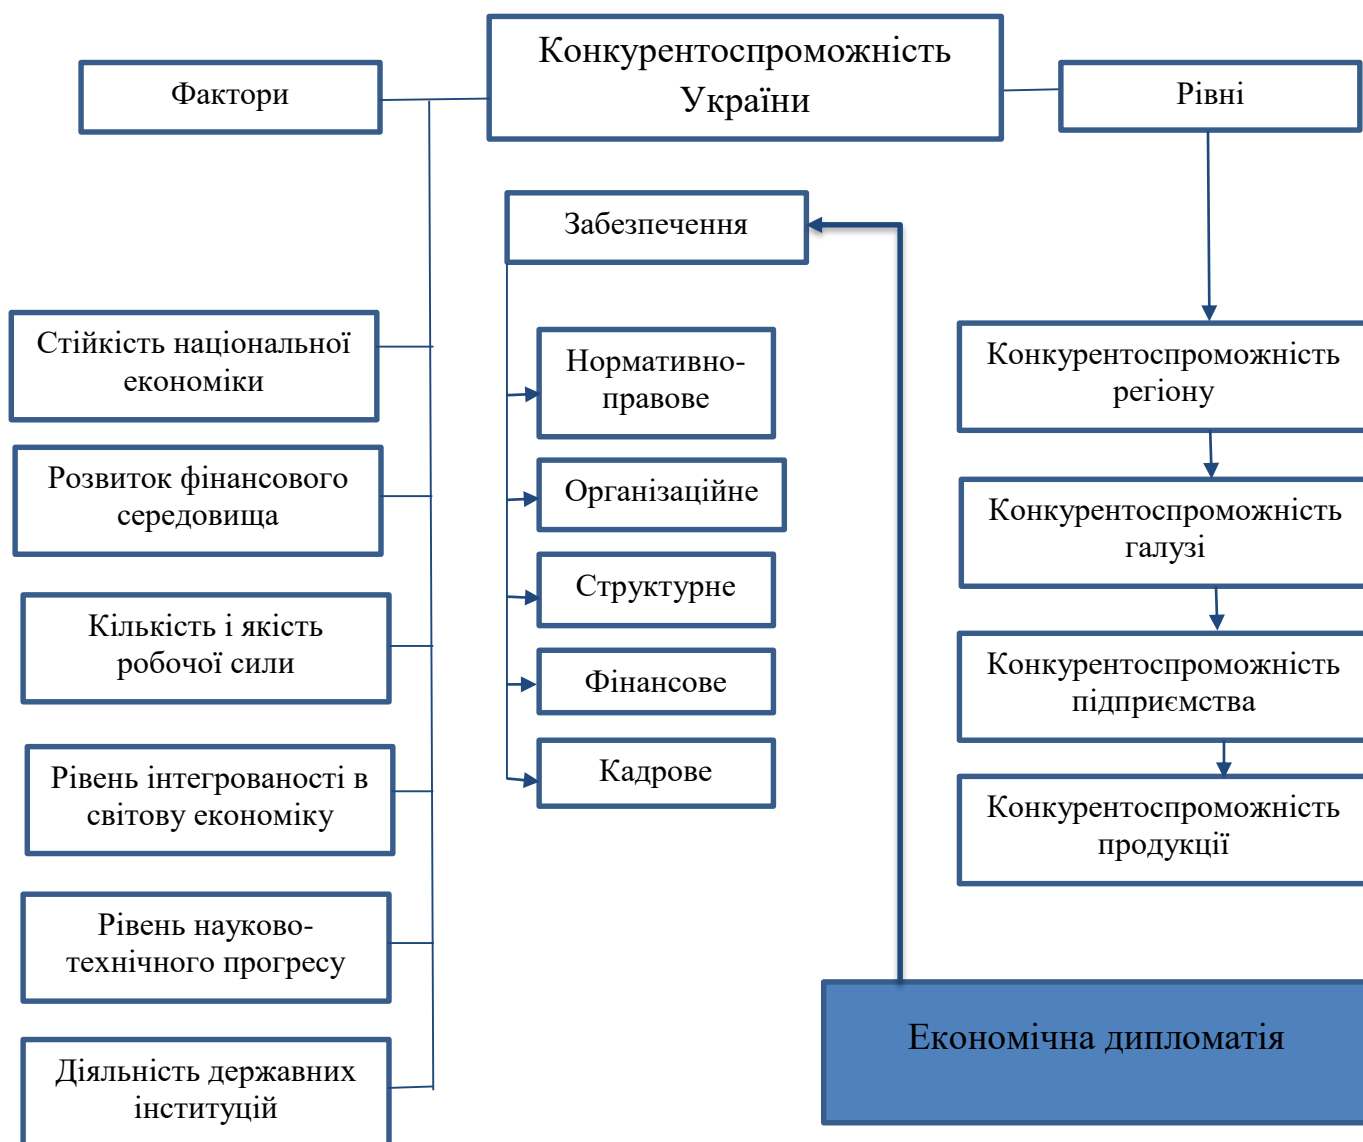 Конкурентоспроможність
України
Фактори
Рівні
Забезпечення
Стійкість національної
економіки
Розвиток фінансового
середовища
Кількість і якість
робочої сили
Рівень інтегрованості в
світову економіку
Рівень науково-
технічного прогресу
Діяльність державних
інституцій
Нормативно-
правове
Організаційне
Структурне
Фінансове
Кадрове
Конкурентоспроможність
регіону
Конкурентоспроможність
галузі
Конкурентоспроможність
підприємства
Конкурентоспроможність
продукції
Економічна дипломатія